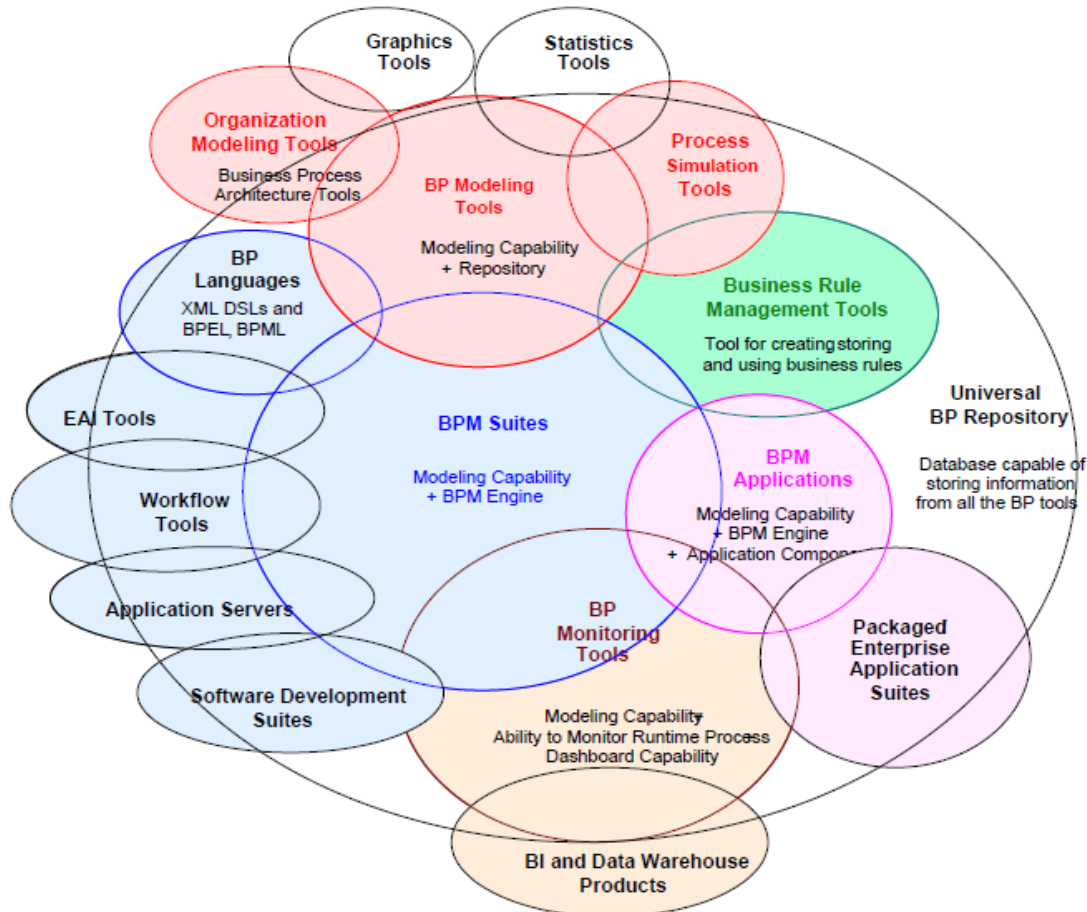 Graphics
Tools
Statistics
Tools
Organization
Modeling Tools
Business Process
Architecture Tools
BP Modeling
Tools
Modeling Capability
+ Repository
Process
Simulation
Tools
BP
Languages
XML DSLs and
BPEL, BPML
Business Rule
Management Tools
Tool for creating storing
and using business rules
EAI Tools
BPM Suites
Modeling Capability
+ BPM Engine
Universal
BP Repository
Database capable of
storing information
from all the BP tools
BPM
Applications
Modeling Capability
+ BPM Engine
+ Application Compone
Workflow
Tools
Application Servers
BP
Monitoring
Tools
Modeling Capability +
Ability to Monitor Runtime Process +
Dashboard Capability
Packaged
Enterprise
Application
Suites
Software Development
Suites
BI and Data Warehouse
Products